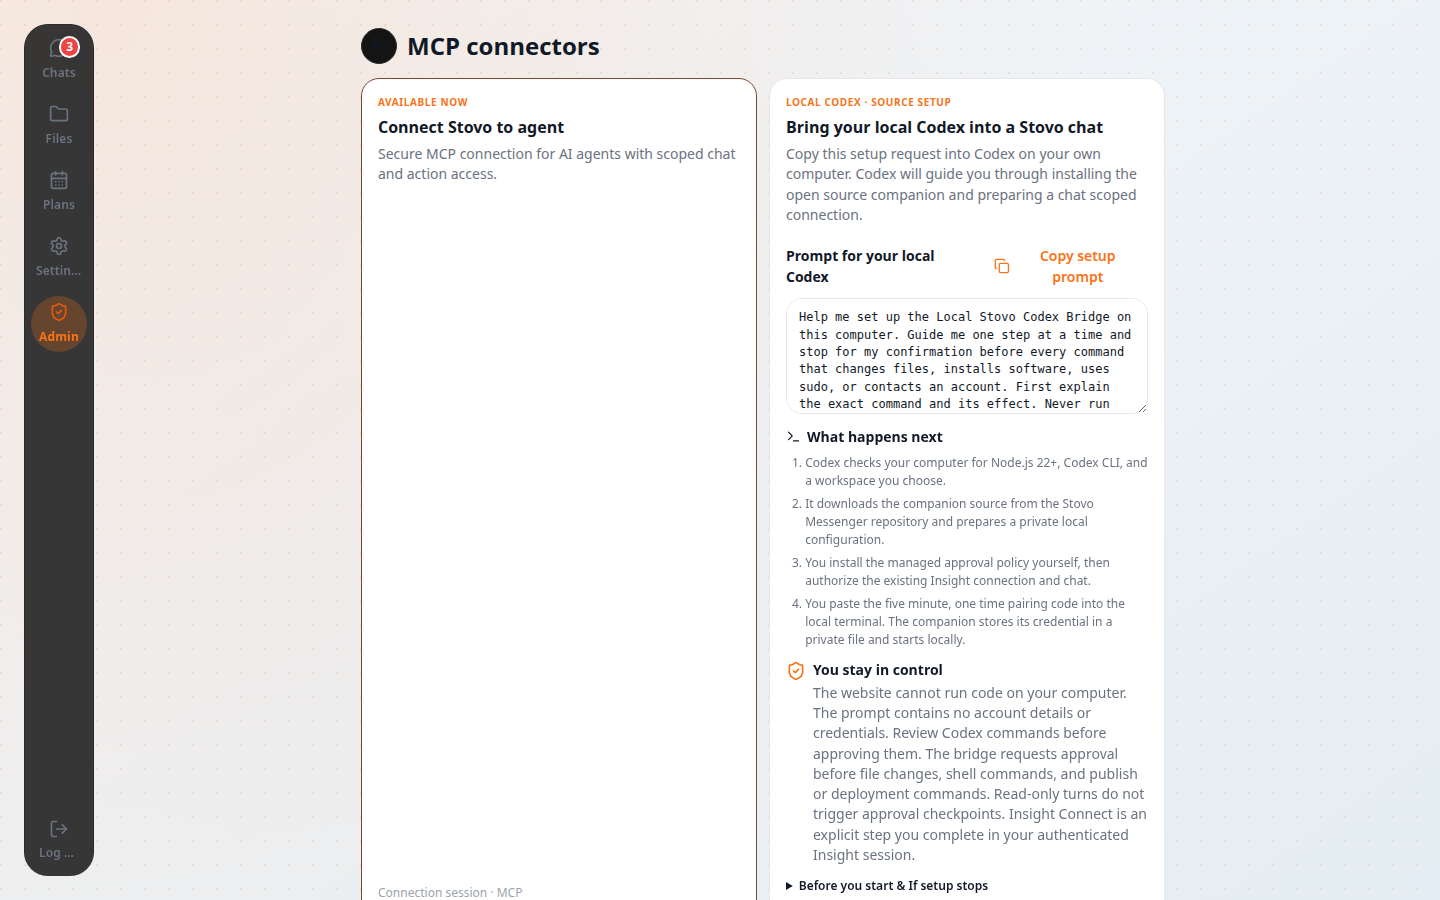 3
Chats
Files
Plans
Settin...
Admin
Log ...
MCP connectors
AVAILABLE NOW
Connect Stovo to agent
Secure MCP connection for AI agents with scoped chat
and action access.
Connection session · MCP
LOCAL CODEX · SOURCE SETUP
Bring your local Codex into a Stovo chat
Copy this setup request into Codex on your own
computer. Codex will guide you through installing the
open source companion and preparing a chat scoped
connection.
Prompt for your local
Codex
Copy setup
prompt
Help me set up the Local Stovo Codex Bridge on
this computer. Guide me one step at a time and
stop for my confirmation before every command
that changes files, installs software, uses
sudo, or contacts an account. First explain
the exact command and its effect. Never run
What happens next
1. Codex checks your computer for Node.js 22+, Codex CLI, and
a workspace you choose.
2. It downloads the companion source from the Stovo
Messenger repository and prepares a private local
configuration.
3. You install the managed approval policy yourself, then
authorize the existing Insight connection and chat.
4. You paste the five minute, one time pairing code into the
local terminal. The companion stores its credential in a
private file and starts locally.
You stay in control
The website cannot run code on your computer.
The prompt contains no account details or
credentials. Review Codex commands before
approving them. The bridge requests approval
before file changes, shell commands, and publish
or deployment commands. Read-only turns do not
trigger approval checkpoints. Insight Connect is an
explicit step you complete in your authenticated
Insight session.
Before you start & If setup stops